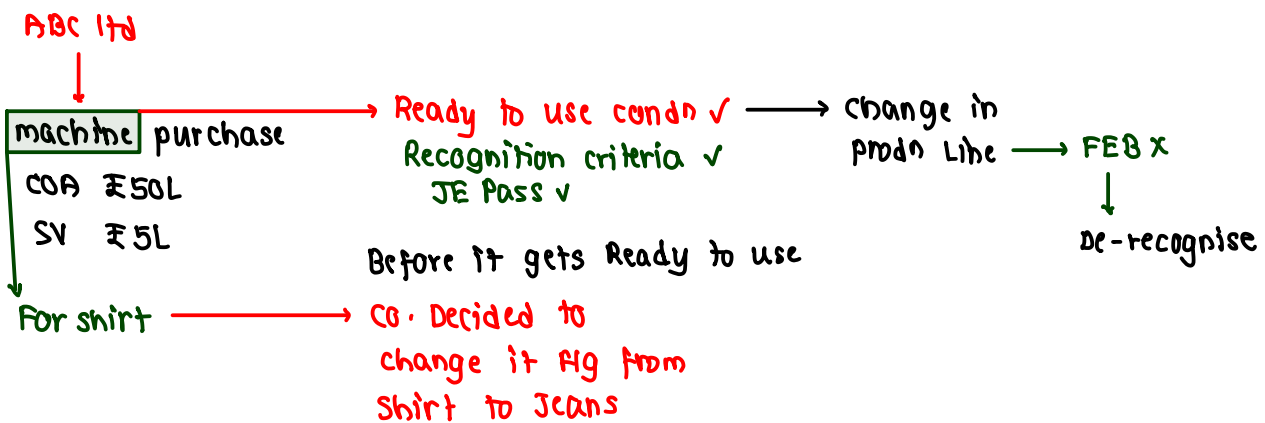 ABC ltd
machine purchase
COA ₹50L
SV ₹5L
For shirt
Ready to use condn ✓
Recognition criteria ✓
JE Pass ✓
Before it gets Ready to use
Co. Decided to
change it Mfg from
Shirt to Jeans
Change in
Prodn Line
FEB X
De-recognise